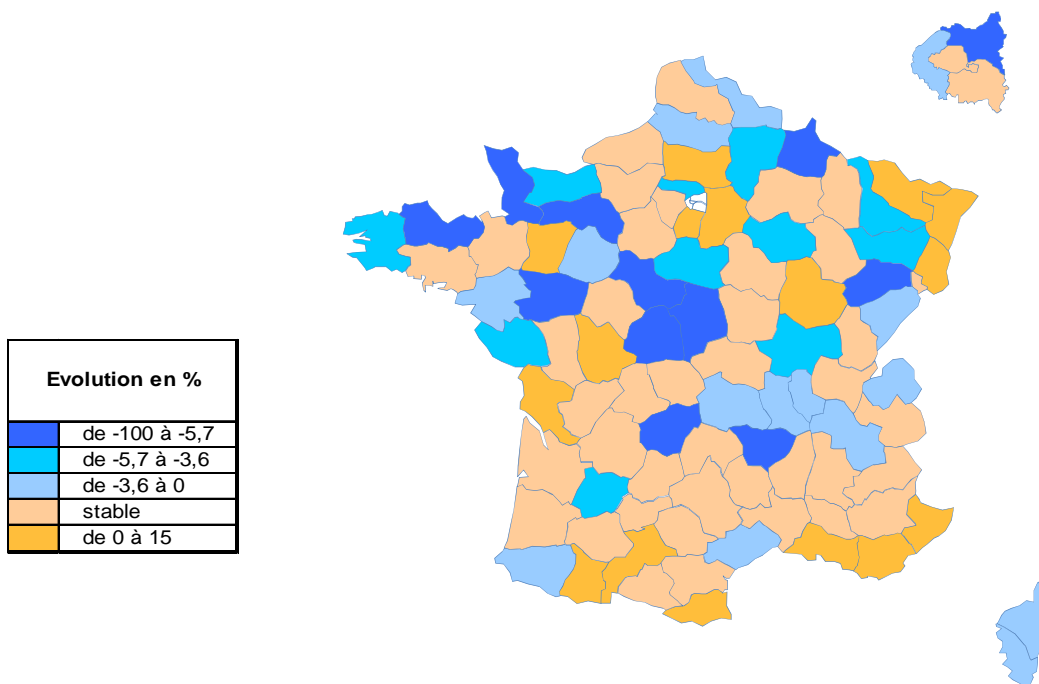 Evolution en %
de -100 à -5,7
de -5,7 à -3,6
de -3,6 à 0
stable
de 0 à 15